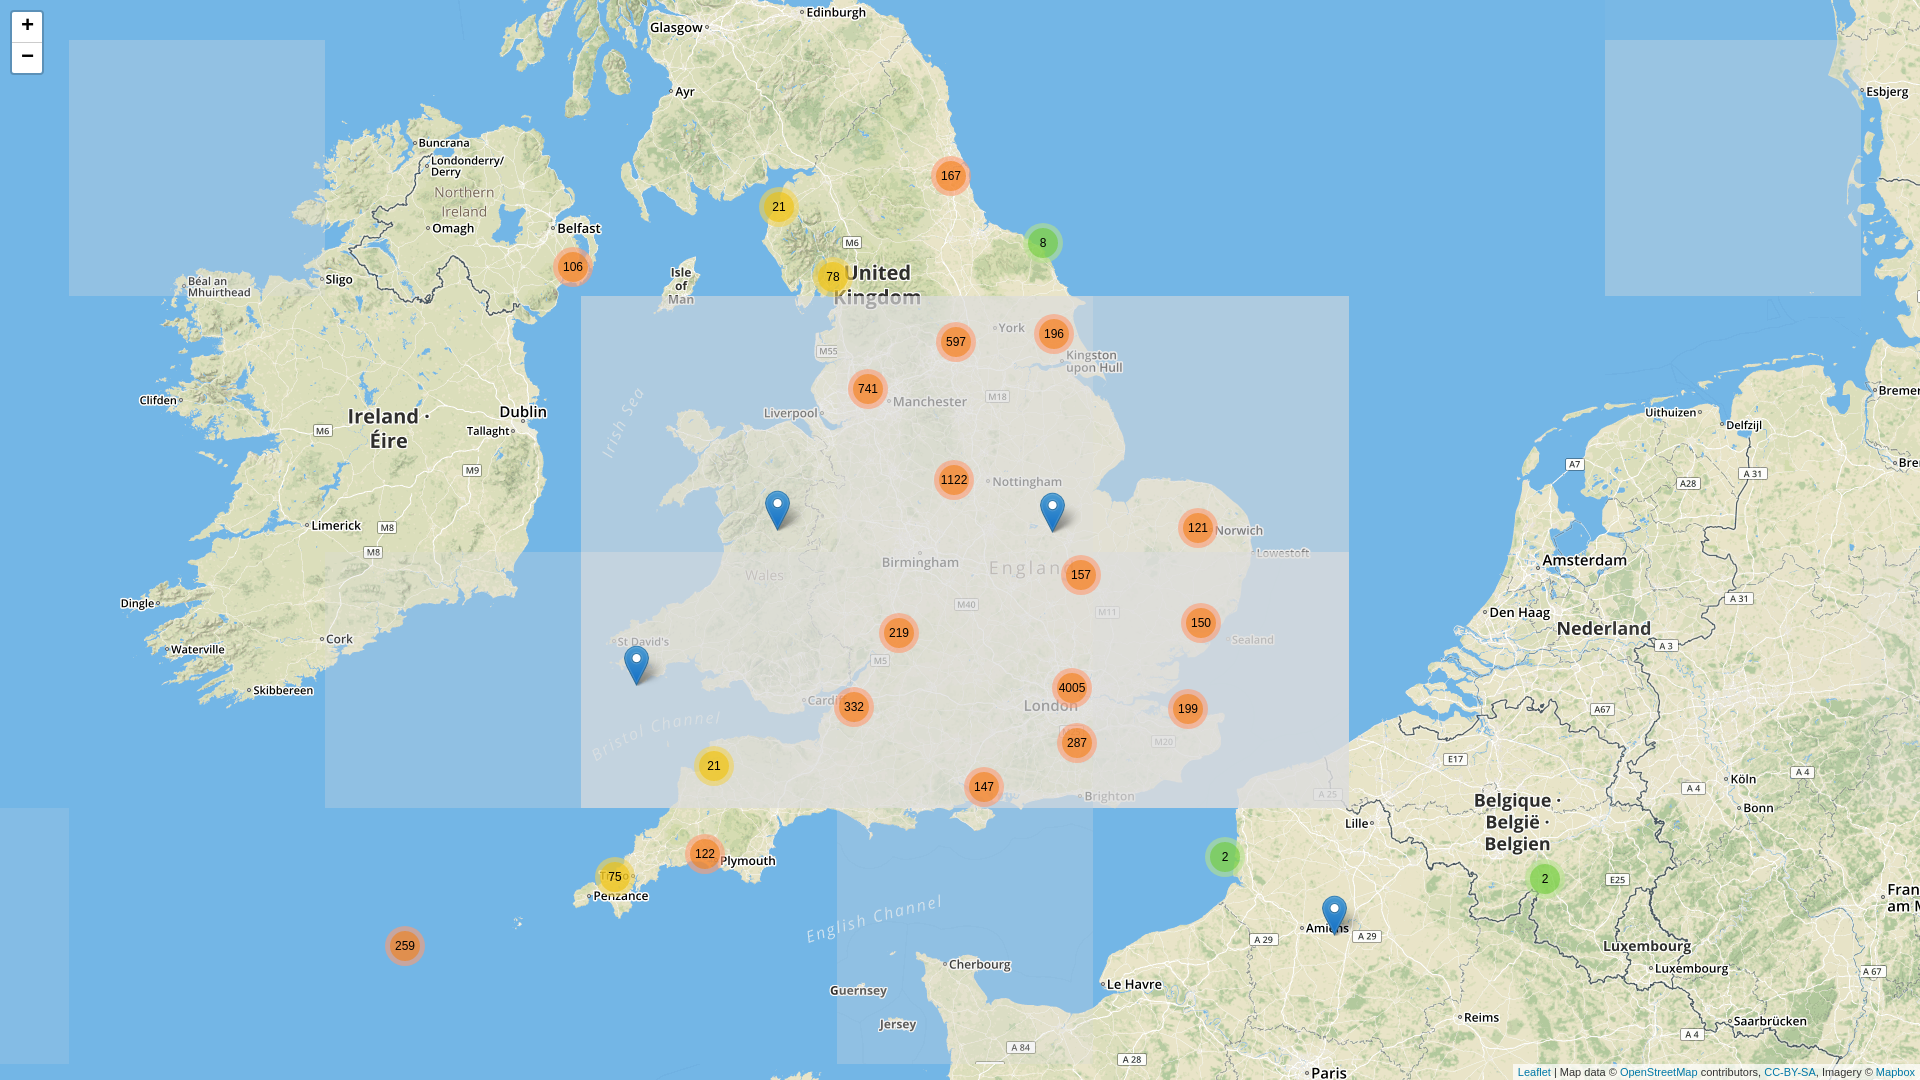 +
−
Glasgow
Edinburgh
Ayr
Esbjerg
Buncrana
Londonderry/
Derry
Northern
Ireland
Omagh
Belfast
167
21
M6
8
106
78
United
Kingdom
Isle
of
Man
Béal an
Mhuirthead
Sligo
York
196
597
M55
Kingston
upon Hull
741
Manchester
M18
Liverpool
Irish Sea
Clifden
Ireland ·
Éire
Dublin
Tallaght
M6
M9
Uithuizen
Delfzijl
A7
A 31
A28
1122
Nottingham
Limerick
M8
M8
121
Norwich
Lowestoft
Birmingham
Englan
157
Wales
Amsterdam
Dingle
M40
M11
A 31
Den Haag
Nederland
219
150
Cork
St David's
Sealand
Waterville
M5
A 3
Skibbereen
4005
London
332
199
A67
Bristol Channel
287
M20
E17
21
147
Brighton
A 25
Köln
A 4
A 4
Bonn
Belgique ·
België ·
Belgien
Lille
122
Plymouth
2
75
Penzance
2
E25
English Channel
Amiens
A 29
A 29
259
Luxembourg
Luxembourg
Cherbourg
A 67
Guernsey
Le Havre
Jersey
Reims
Saarbrücken
A 84
A 28
A 4
Paris
Leaflet | Map data © OpenStreetMap contributors, CC-BY-SA, Imagery © Mapbox